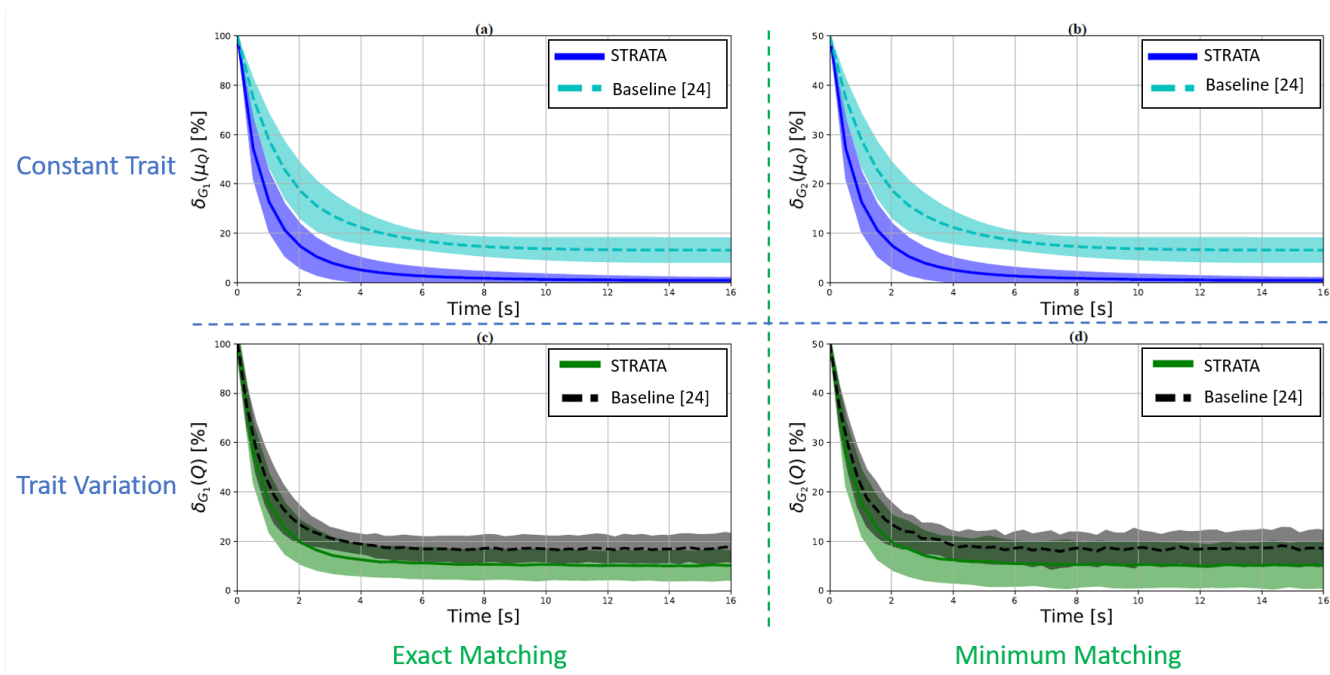 (a)
(b)
100
80
60
40
20
0
δG₁(μQ) [%]
STRATA
Baseline [24]
0 2 4 6 8 10 12 14 16
Time [s]
50
40
30
20
10
0
δG₂(μQ) [%]
STRATA
Baseline [24]
0 2 4 6 8 10 12 14 16
Time [s]
Constant Trait
(c)
(d)
100
80
60
40
20
0
δG₁(Q) [%]
STRATA
Baseline [24]
0 2 4 6 8 10 12 14 16
Time [s]
50
40
30
20
10
0
δG₂(Q) [%]
STRATA
Baseline [24]
0 2 4 6 8 10 12 14 16
Time [s]
Trait Variation
Exact Matching
Minimum Matching